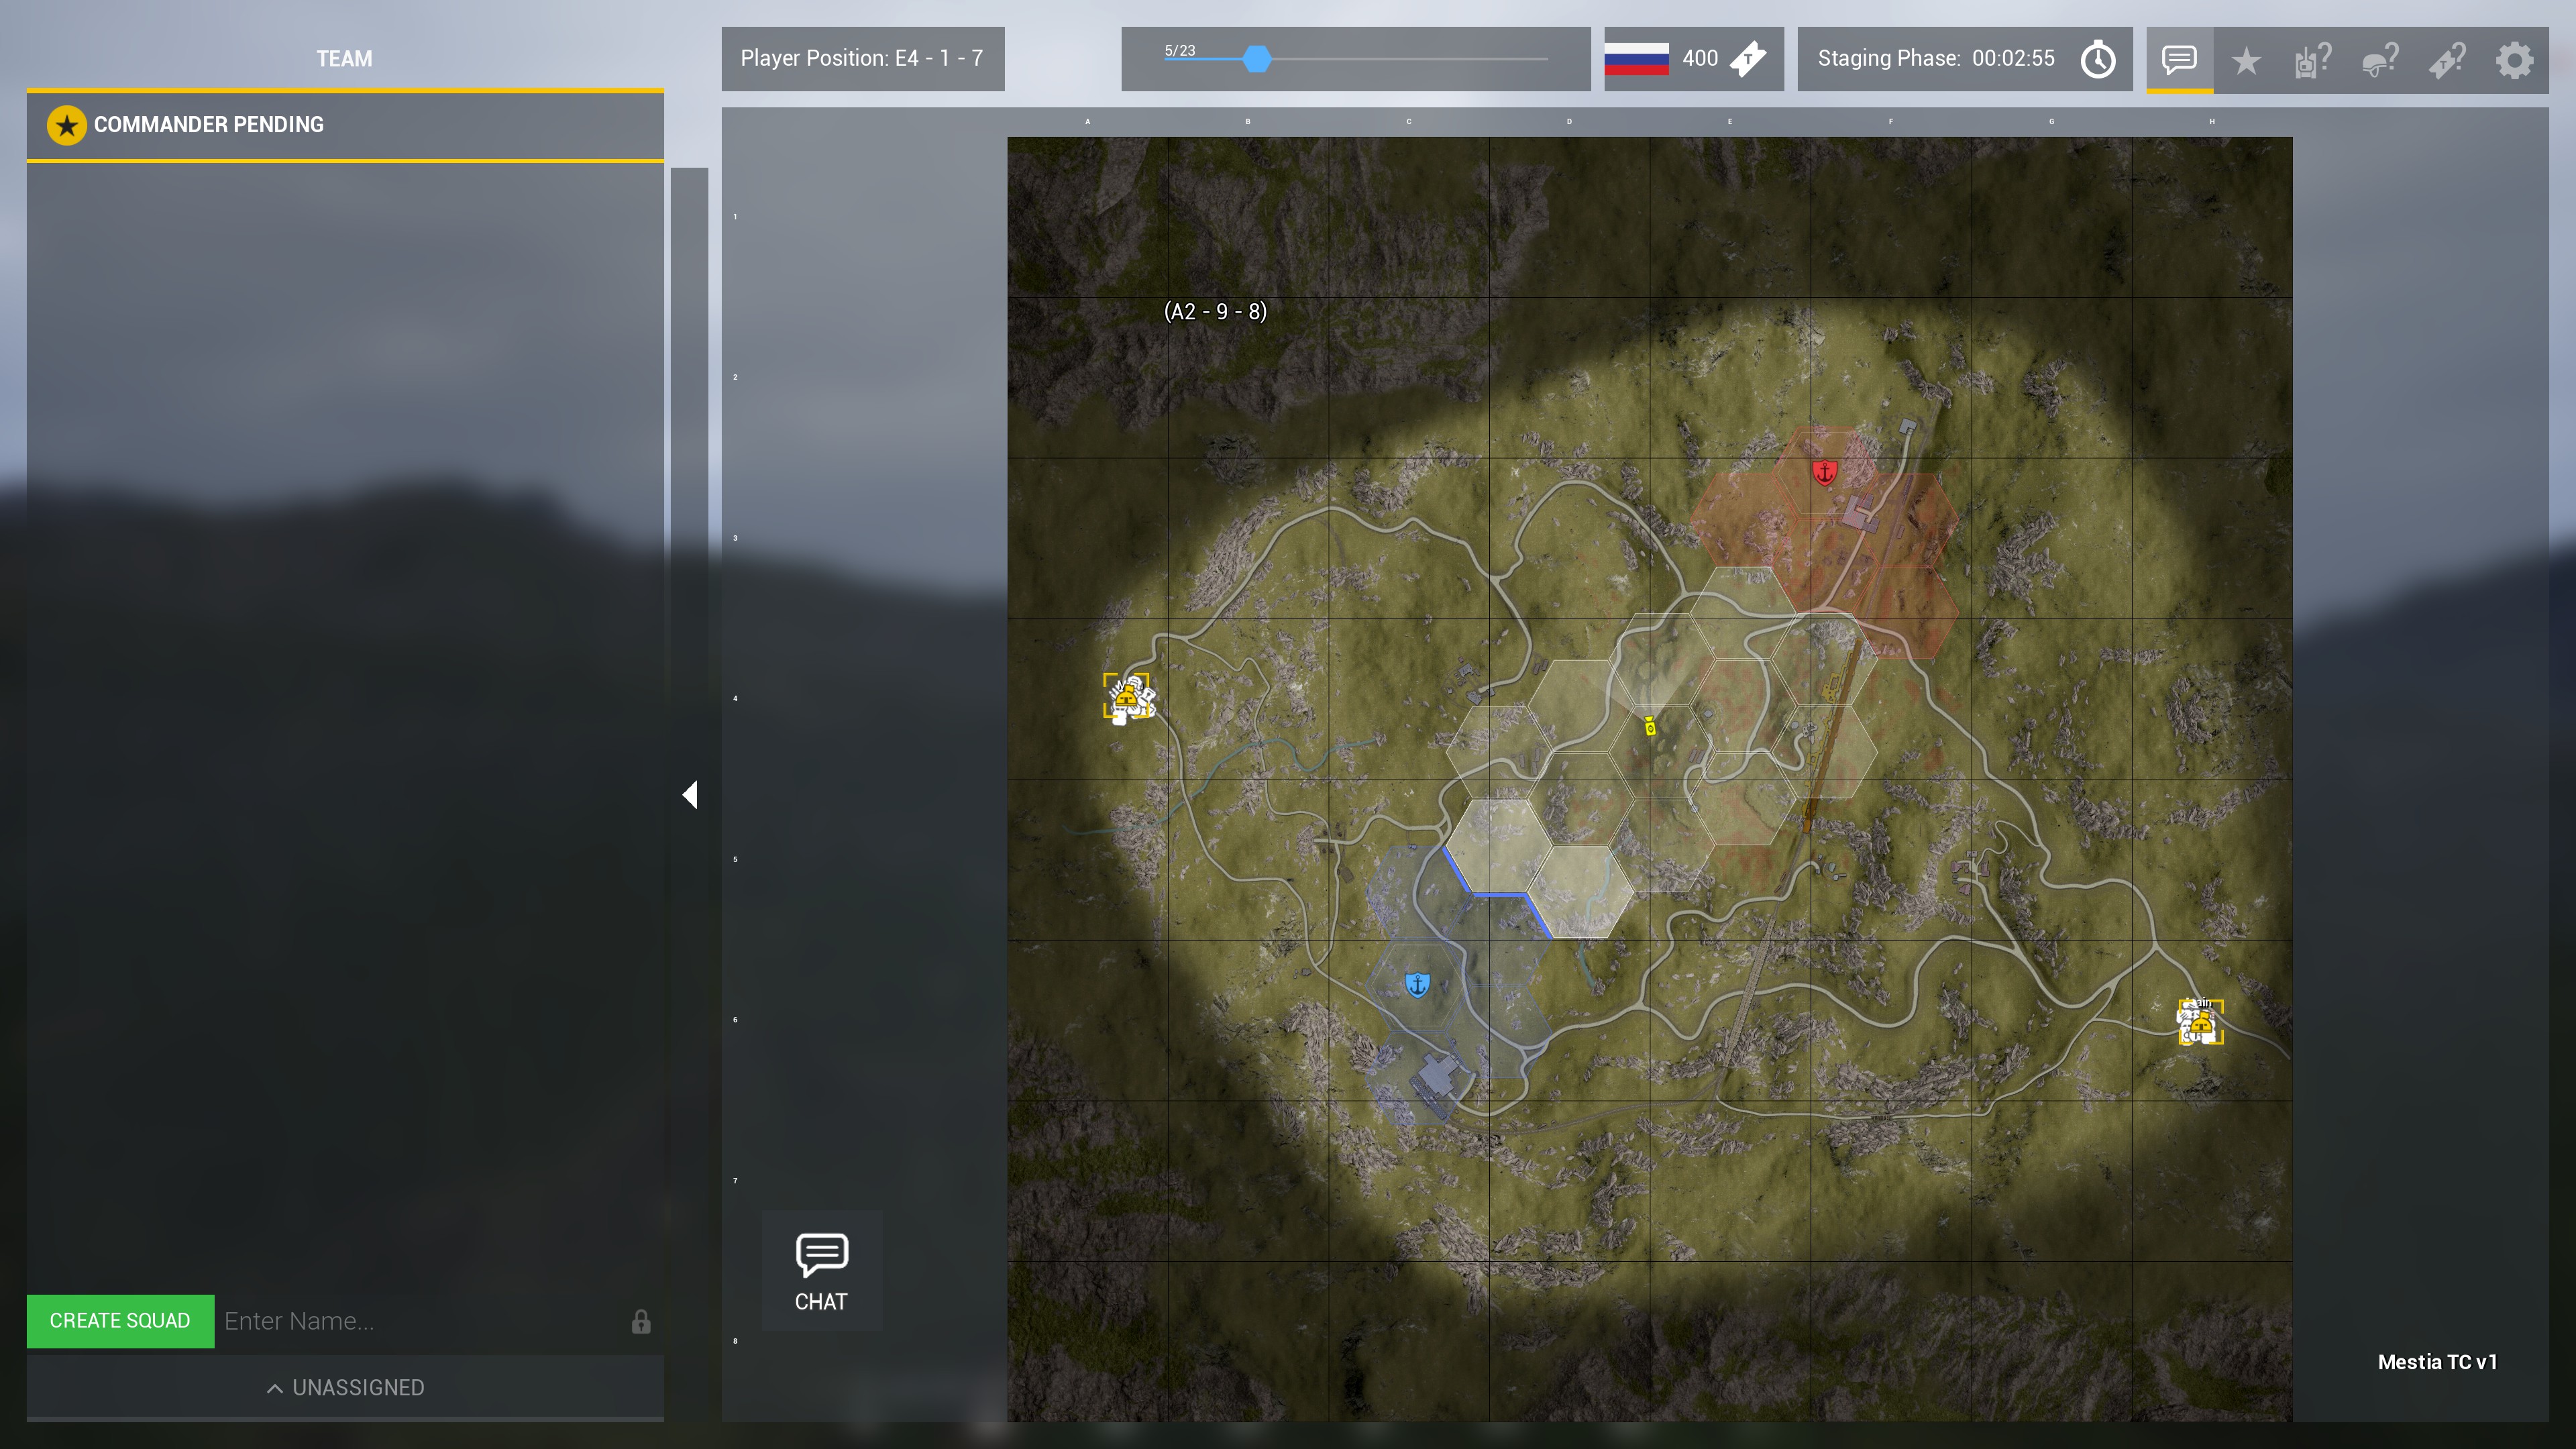 TEAM
Player Position: E4 - 1 - 7
5/23
400
Staging Phase: 00:02:55
COMMANDER PENDING
A B C D E F G H
1
(A2 - 9 - 8)
2
3
4
5
6
7
8
CHAT
CREATE SQUAD
Enter Name...
UNASSIGNED
Mestia TC v1